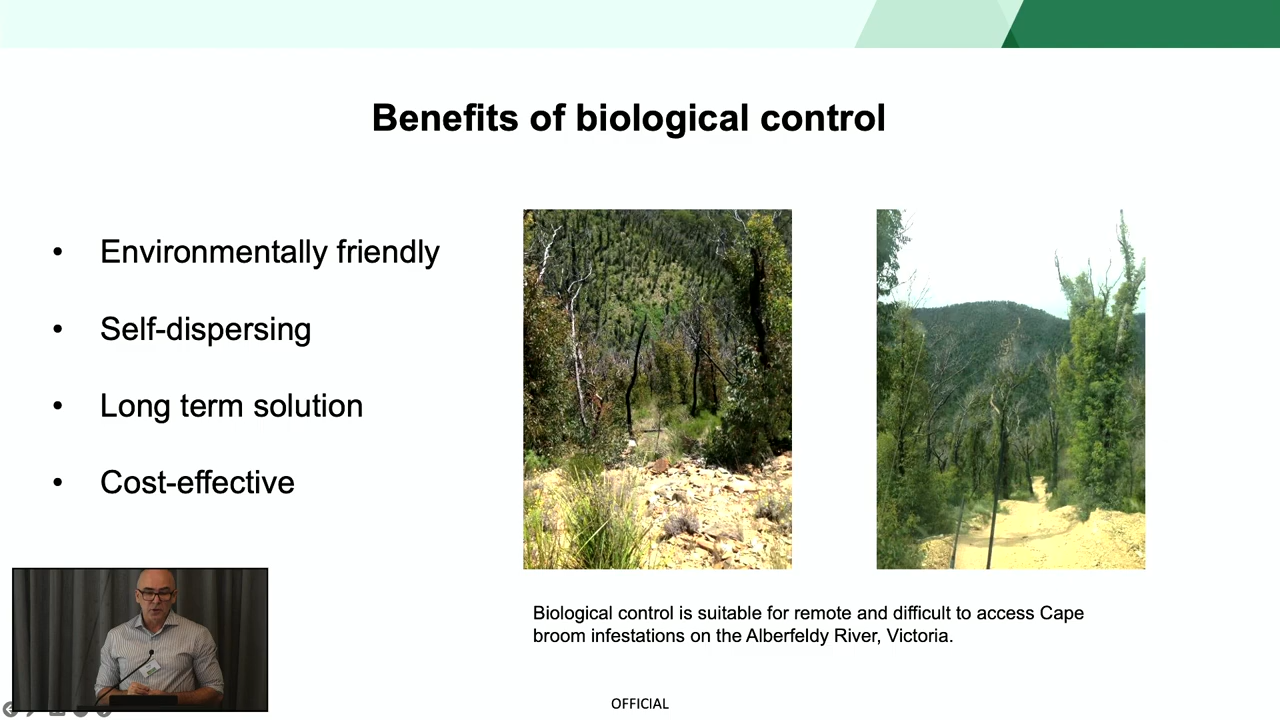 Benefits of biological control
• Environmentally friendly
• Self-dispersing
• Long term solution
• Cost-effective
Biological control is suitable for remote and difficult to access Cape
broom infestations on the Alberfeldy River, Victoria.
OFFICIAL